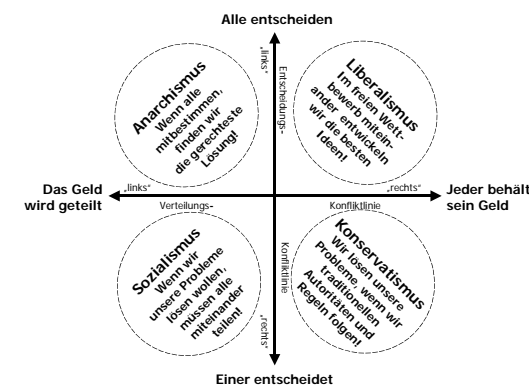 Alle entscheiden
„links“
Entscheidungs-
Anarchismus
Wenn alle
mitbestimmen,
finden wir
die gerechteste
Lösung!
Liberalismus
Im freien Wett-
bewerb mitein-
ander entwickeln
wir die besten
Ideen!
Das Geld
wird geteilt
„links“
„rechts“
Jeder behält
sein Geld
Verteilungs-
Konfliktlinie
Sozialismus
Wenn wir
unsere Probleme
lösen wollen,
müssen alle
miteinander
teilen!
Konfliktlinie
„rechts“
Konservatismus
Wir lösen unsere
Probleme, wenn wir
traditionellen
Autoritäten und
Regeln folgen!
Einer entscheidet